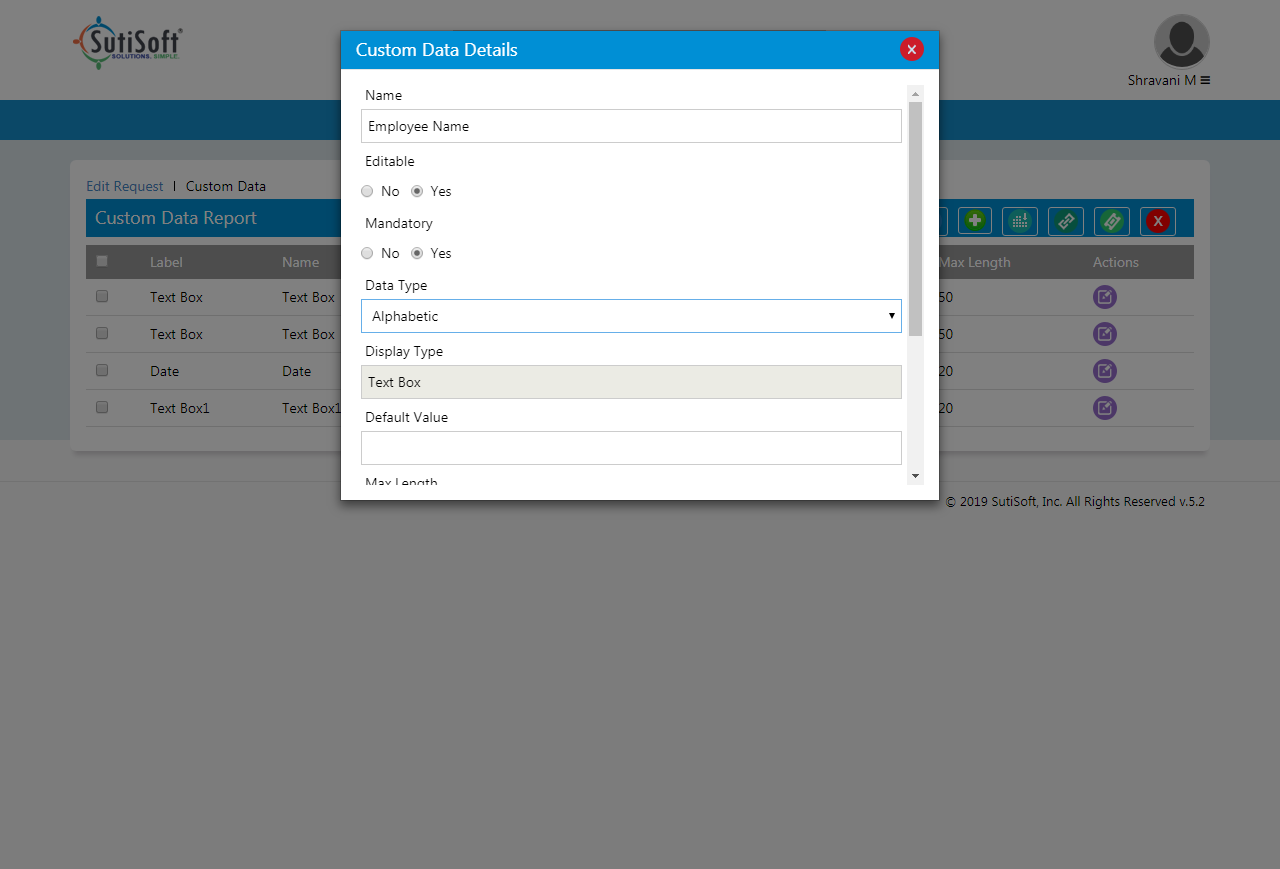 SutiSoft
SOLUTIONS. SIMPLE.
Shravani M
Custom Data Details
X
Name
Employee Name
Editable
No Yes
Mandatory
No Yes
Data Type
Alphabetic
Display Type
Text Box
Default Value
Max Length
Edit Request | Custom Data
Custom Data Report
X
Label Name Max Length Actions
Text Box Text Box 50
Text Box Text Box 50
Date Date 20
Text Box1 Text Box1 20
© 2019 SutiSoft, Inc. All Rights Reserved v.5.2